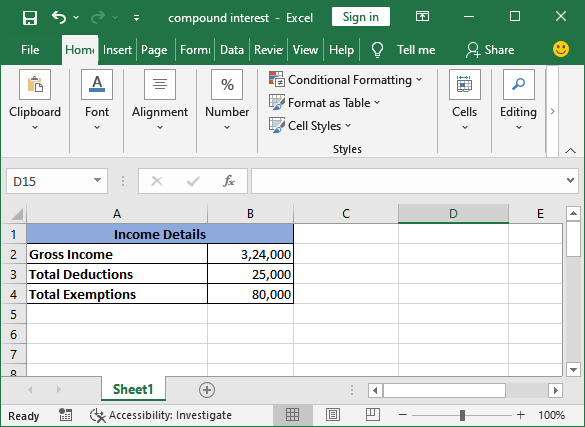 compound interest - Excel Sign in
File Home Insert Page Formu Data Revie View Help Tell me Share
Clipboard Font Alignment Number Conditional Formatting Cells Editing
A % Format as Table
Cell Styles
Styles
D15 fx
A B C D E
1 Income Details
2 Gross Income 3,24,000
3 Total Deductions 25,000
4 Total Exemptions 80,000
5
6
7
8
Sheet1
Ready Accessibility: Investigate 100%